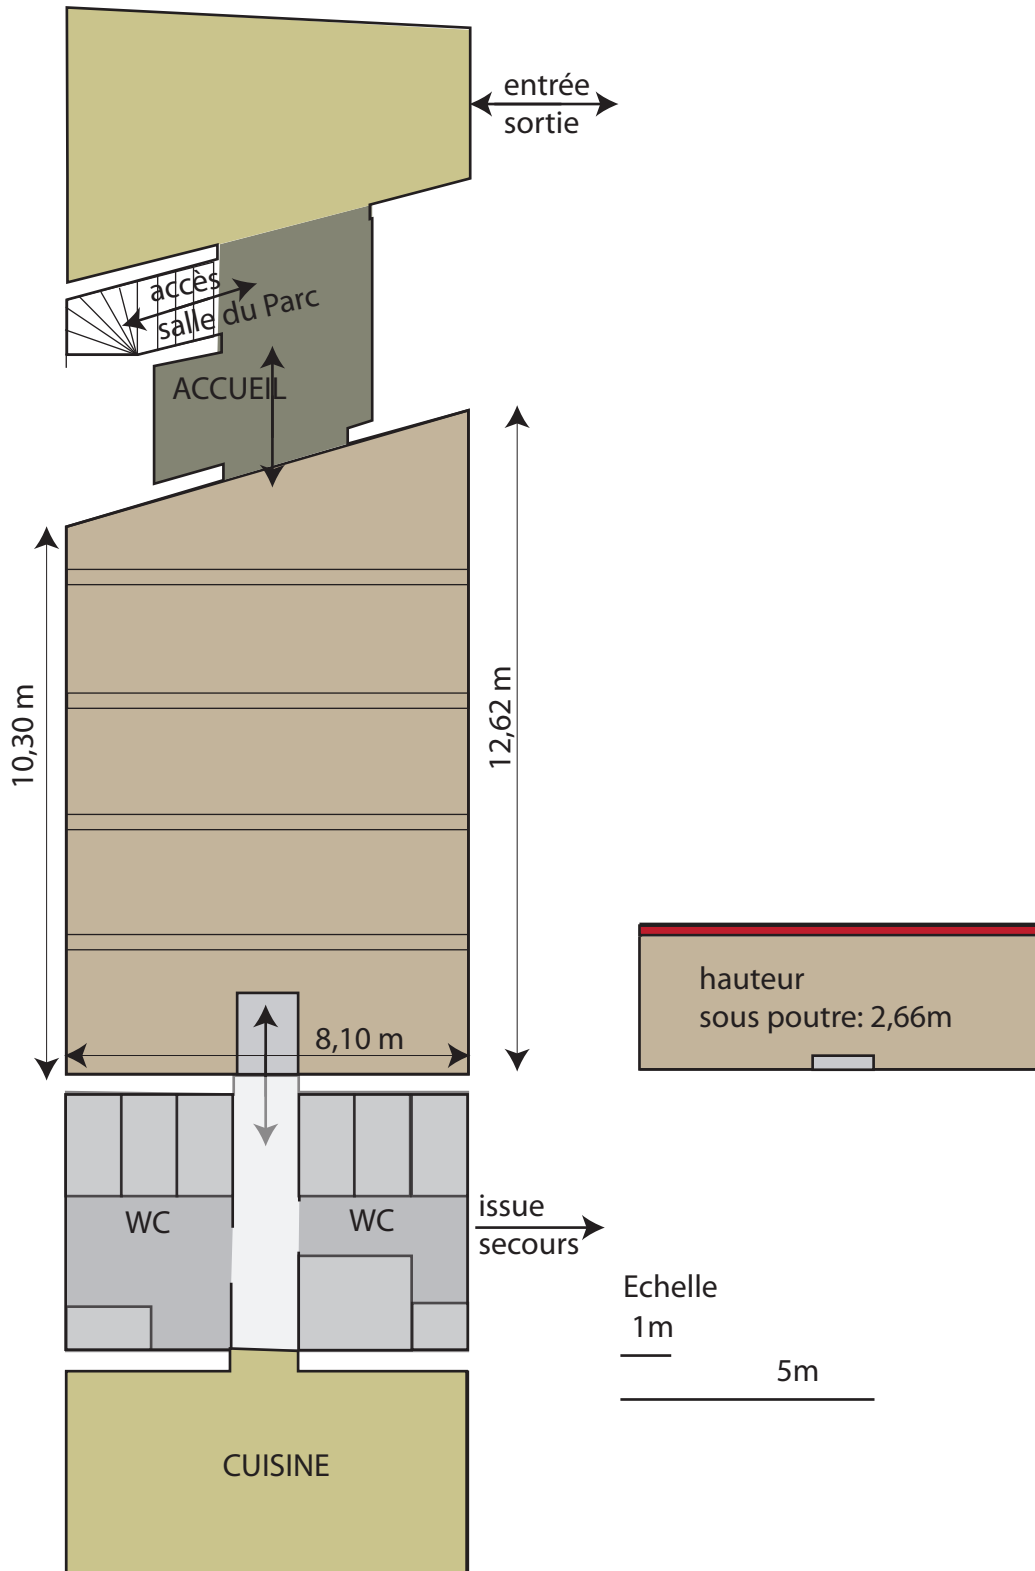 entrée
sortie
accès
salle du Parc
ACCUEIL
10,30 m
12,62 m
8,10 m
hauteur
sous poutre: 2,66m
WC
WC
issue
secours
Echelle
1m
5m
CUISINE